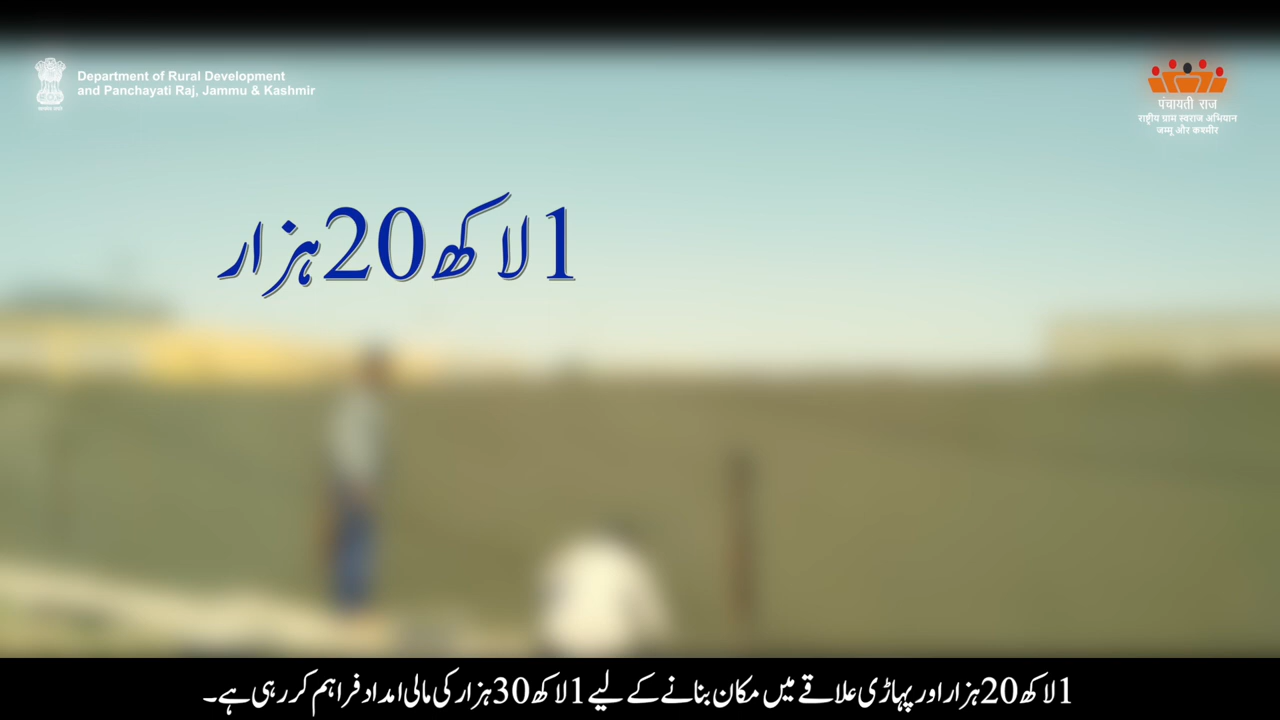 Department of Rural Development
and Panchayati Raj, Jammu & Kashmir
पंचायती राज
राष्ट्रीय ग्राम स्वराज अभियान
जम्मू और कश्मीर
1 لاکھ 20 ہزار
1 لاکھ 20 ہزار اور پہاڑی علاقے میں مکان بنانے کے لیے 1 لاکھ 30 ہزار کی مالی امداد فراہم کر رہی ہے۔